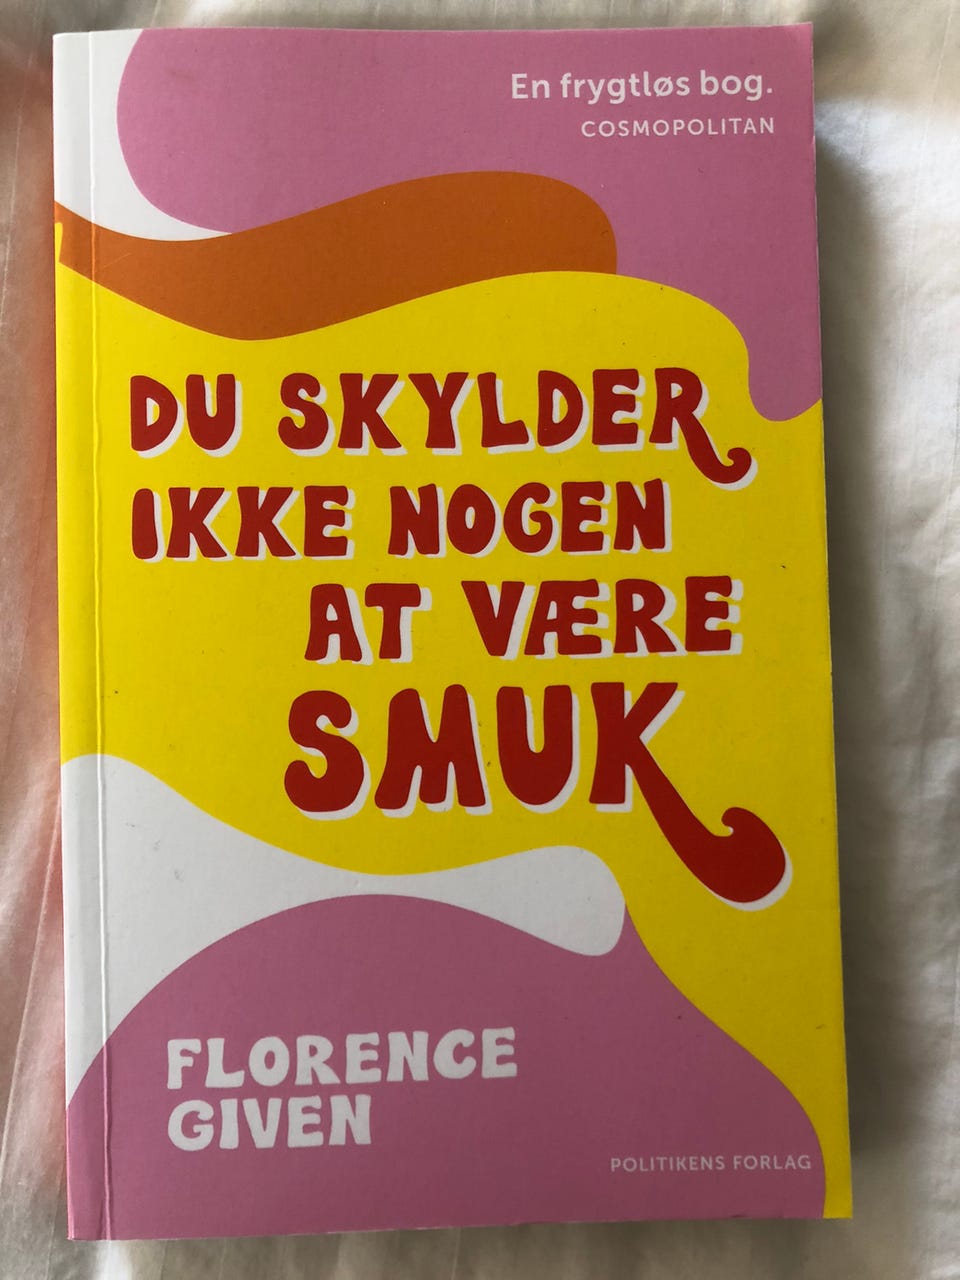 En frygtløs bog.
COSMOPOLITAN
DU SKYLDER
IKKE NOGEN
AT VÆRE
SMUK
FLORENCE
GIVEN
POLITIKENS FORLAG